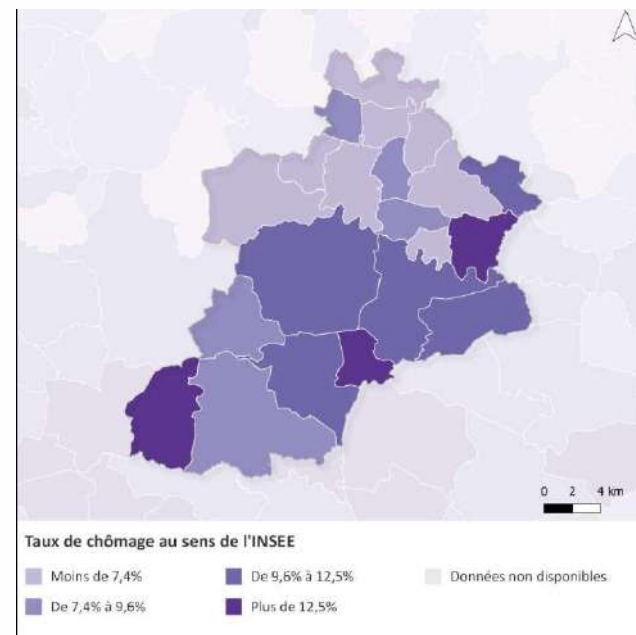 0 2 4 km
Taux de chômage au sens de l'INSEE
Moins de 7,4% De 9,6% à 12,5% Données non disponibles
De 7,4% à 9,6% Plus de 12,5%